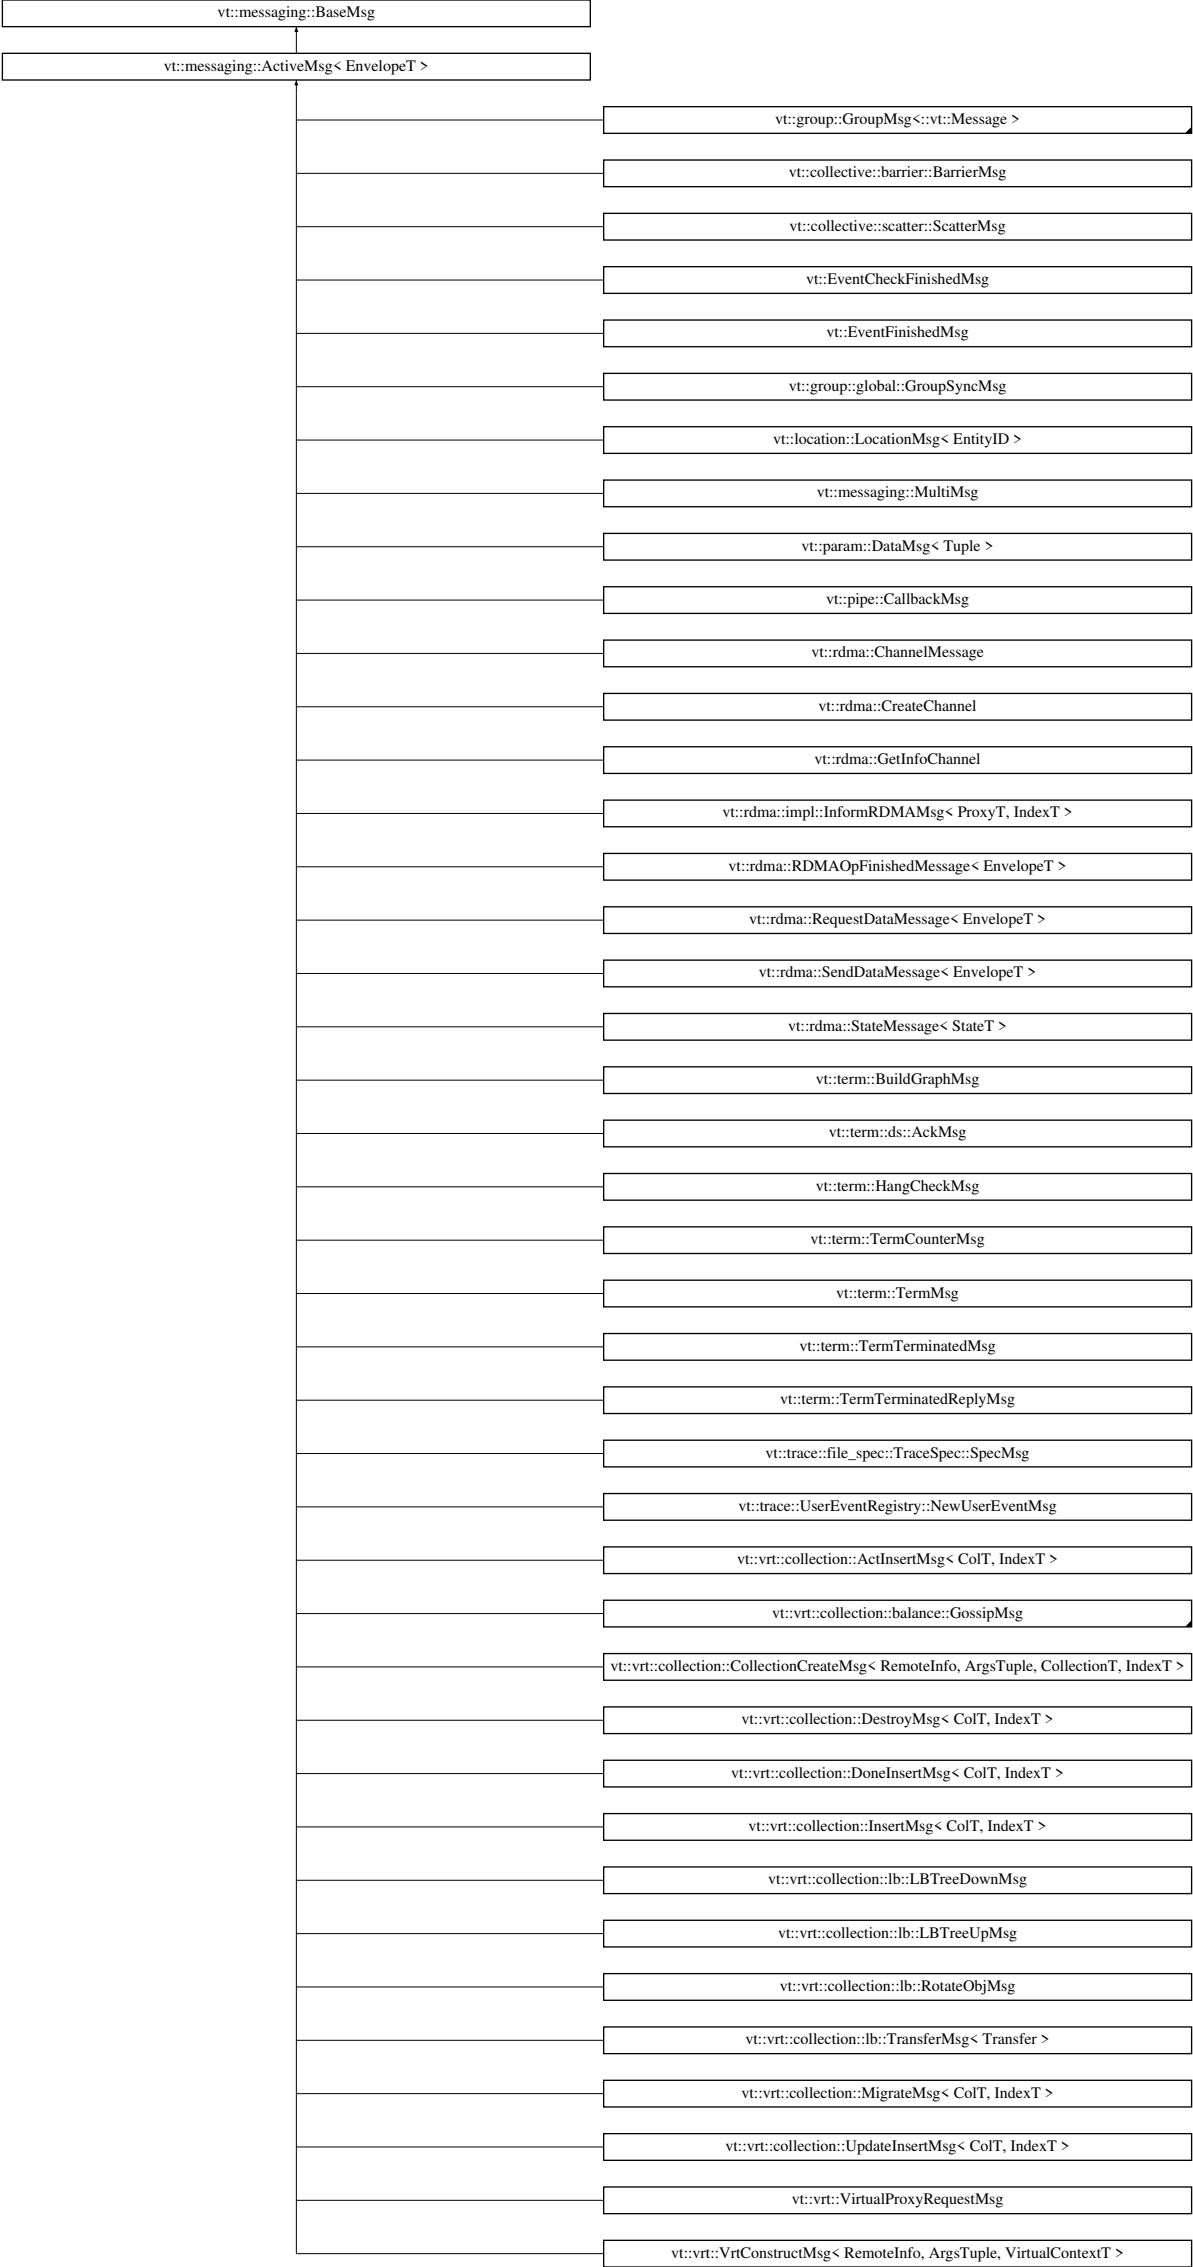 vt::messaging::BaseMsg
vt::messaging::ActiveMsg< EnvelopeT >
vt::group::GroupMsg<::vt::Message >
vt::collective::barrier::BarrierMsg
vt::collective::scatter::ScatterMsg
vt::EventCheckFinishedMsg
vt::EventFinishedMsg
vt::group::global::GroupSyncMsg
vt::location::LocationMsg< EntityID >
vt::messaging::MultiMsg
vt::param::DataMsg< Tuple >
vt::pipe::CallbackMsg
vt::rdma::ChannelMessage
vt::rdma::CreateChannel
vt::rdma::GetInfoChannel
vt::rdma::impl::InformRDMAMsg< ProxyT, IndexT >
vt::rdma::RDMAOpFinishedMessage< EnvelopeT >
vt::rdma::RequestDataMessage< EnvelopeT >
vt::rdma::SendDataMessage< EnvelopeT >
vt::rdma::StateMessage< StateT >
vt::term::BuildGraphMsg
vt::term::ds::AckMsg
vt::term::HangCheckMsg
vt::term::TermCounterMsg
vt::term::TermMsg
vt::term::TermTerminatedMsg
vt::term::TermTerminatedReplyMsg
vt::trace::file_spec::TraceSpec::SpecMsg
vt::trace::UserEventRegistry::NewUserEventMsg
vt::vrt::collection::ActInsertMsg< ColT, IndexT >
vt::vrt::collection::balance::GossipMsg
vt::vrt::collection::CollectionCreateMsg< RemoteInfo, ArgsTuple, CollectionT, IndexT >
vt::vrt::collection::DestroyMsg< ColT, IndexT >
vt::vrt::collection::DoneInsertMsg< ColT, IndexT >
vt::vrt::collection::InsertMsg< ColT, IndexT >
vt::vrt::collection::lb::LBTreeDownMsg
vt::vrt::collection::lb::LBTreeUpMsg
vt::vrt::collection::lb::RotateObjMsg
vt::vrt::collection::lb::TransferMsg< Transfer >
vt::vrt::collection::MigrateMsg< ColT, IndexT >
vt::vrt::collection::UpdateInsertMsg< ColT, IndexT >
vt::vrt::VirtualProxyRequestMsg
vt::vrt::VrtConstructMsg< RemoteInfo, ArgsTuple, VirtualContextT >